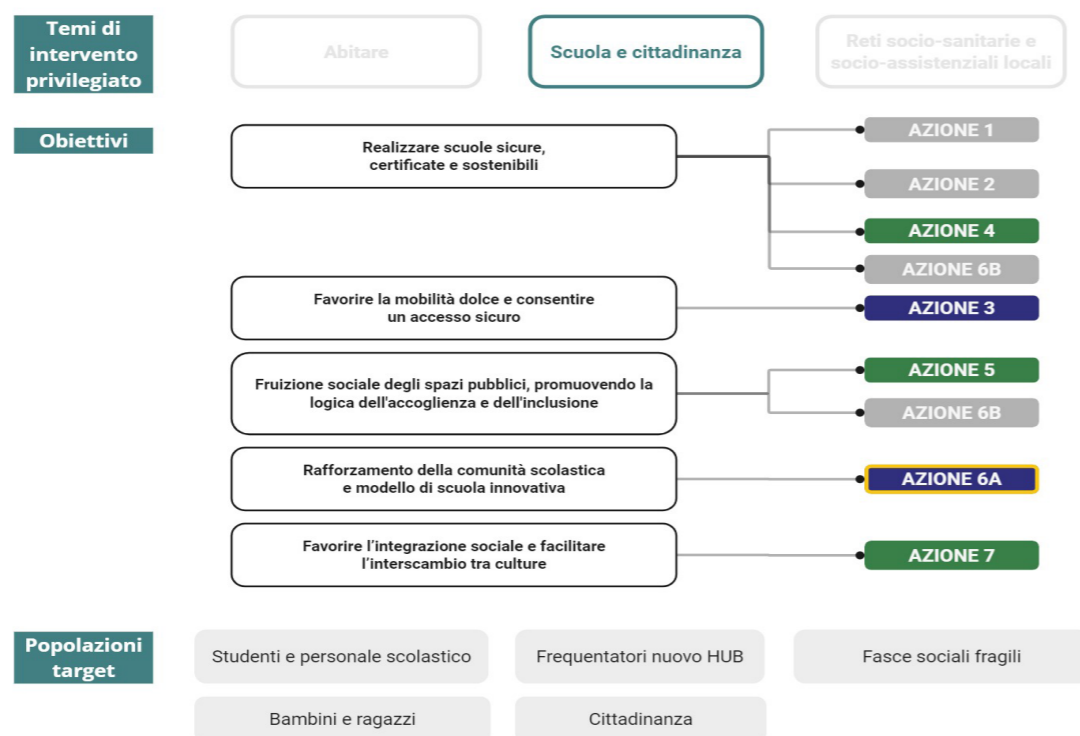 Temi di
intervento
privilegiato
Abitare
Scuola e cittadinanza
Reti socio-sanitarie e
socio-assistenziali locali
Obiettivi
Realizzare scuole sicure,
certificate e sostenibili
AZIONE 1
AZIONE 2
AZIONE 4
AZIONE 6B
Favorire la mobilità dolce e consentire
un accesso sicuro
AZIONE 3
Fruizione sociale degli spazi pubblici, promuovendo la
logica dell'accoglienza e dell'inclusione
AZIONE 5
AZIONE 6B
Rafforzamento della comunità scolastica
e modello di scuola innovativa
AZIONE 6A
Favorire l’integrazione sociale e facilitare
l’interscambio tra culture
AZIONE 7
Popolazioni
target
Studenti e personale scolastico
Frequentatori nuovo HUB
Fasce sociali fragili
Bambini e ragazzi
Cittadinanza